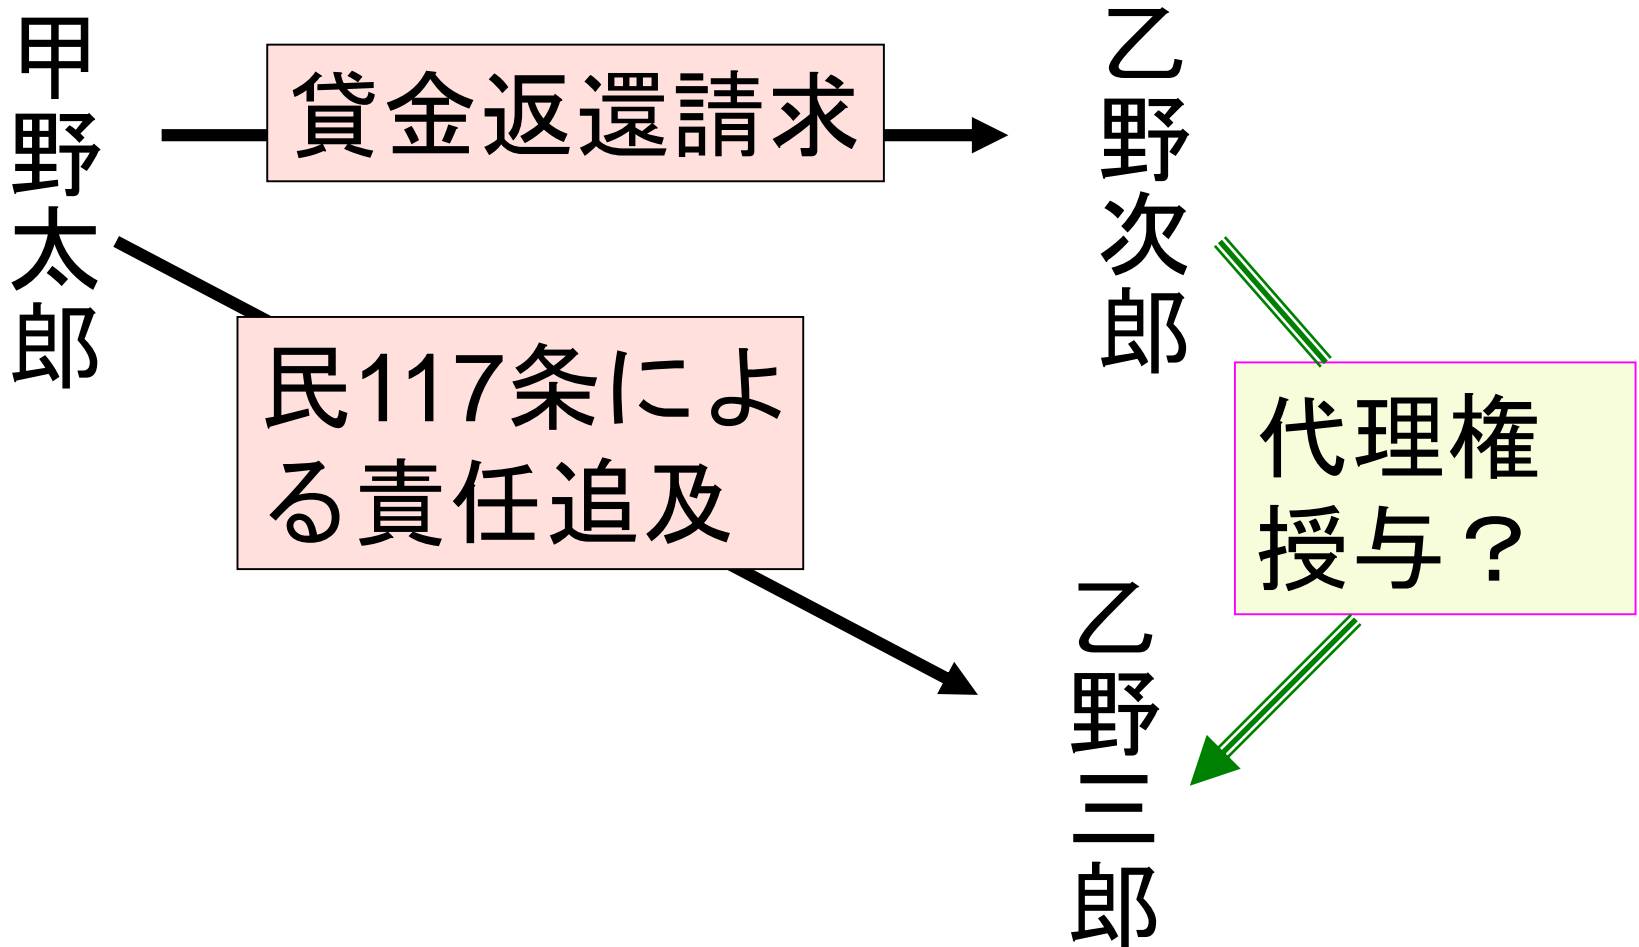 甲野太郎
貸金返還請求
乙野次郎
民117条によ
る責任追及
代理権
授与？
乙野三郎